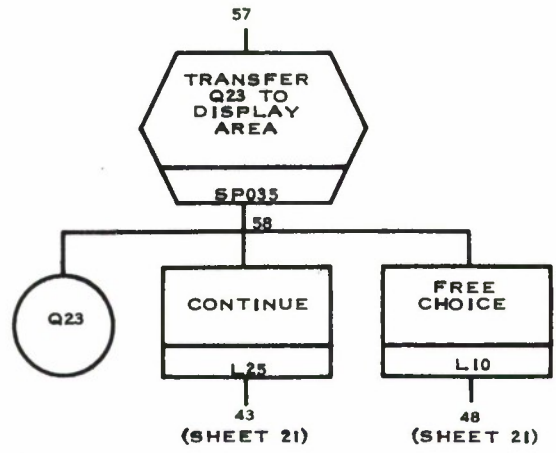 57
TRANSFER
Q23 TO
DISPLAY
AREA
SP035
58
Q23
CONTINUE
L25
FREE
CHOICE
L10
43
(SHEET 21)
48
(SHEET 21)